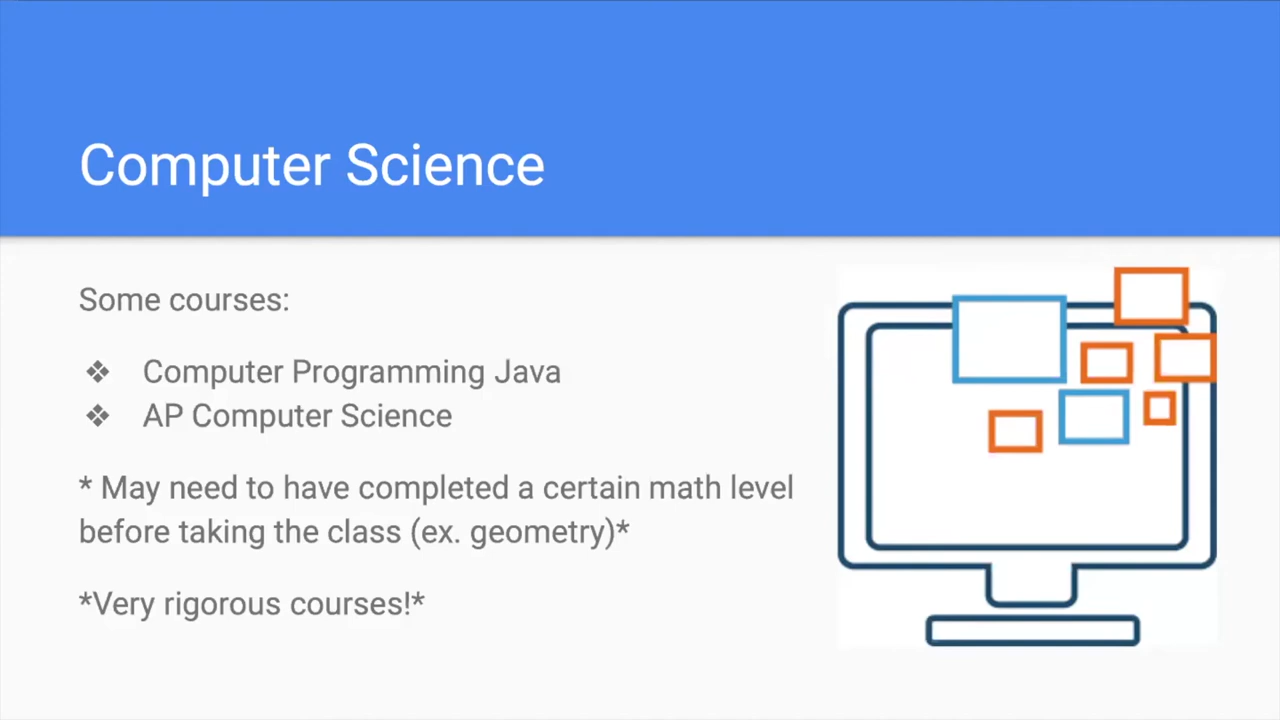 Computer Science
Some courses:
❖ Computer Programming Java
❖ AP Computer Science
* May need to have completed a certain math level
before taking the class (ex. geometry)*
*Very rigorous courses!*